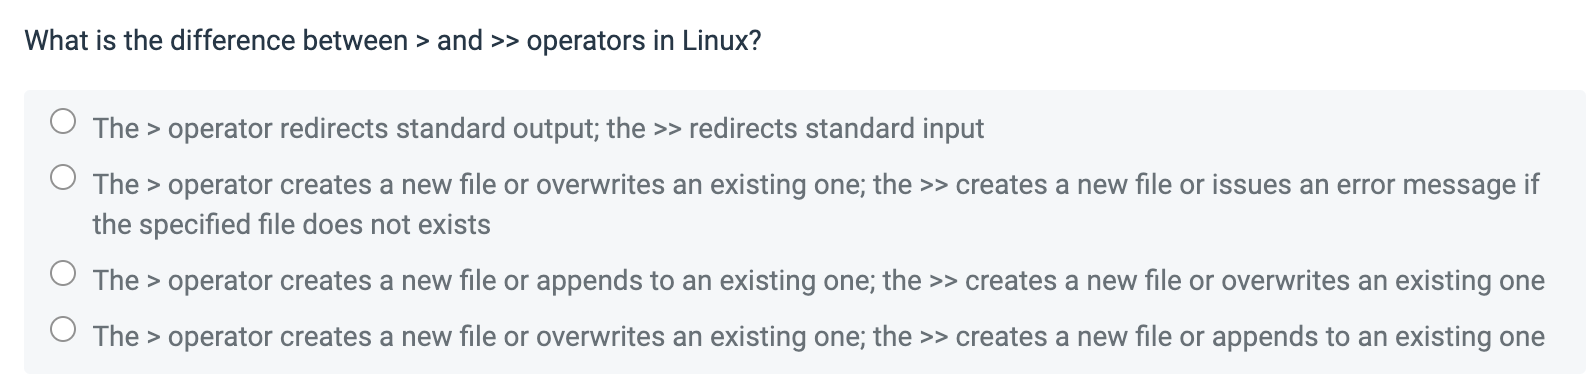 What is the difference between > and >> operators in Linux?
The > operator redirects standard output; the >> redirects standard input
The > operator creates a new file or overwrites an existing one; the >> creates a new file or issues an error message if
the specified file does not exists
The > operator creates a new file or appends to an existing one; the >> creates a new file or overwrites an existing one
The > operator creates a new file or overwrites an existing one; the >> creates a new file or appends to an existing one